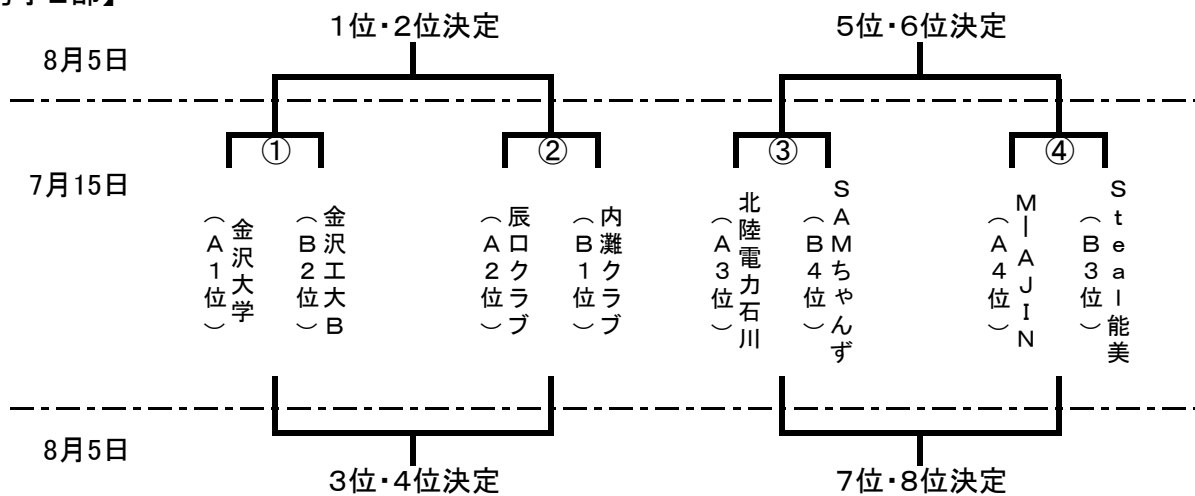 2部】
1位・2位決定
5位・6位決定
8月5日
①
②
③
④
7月15日
金沢大学
（A1位）
金沢工大B
（B2位）
辰口クラブ
（A2位）
内灘クラブ
（B1位）
北陸電力石川
（A3位）
SAMちゃんず
（B4位）
M－AJIN
（A4位）
Steal能美
（B3位）
8月5日
3位・4位決定
7位・8位決定